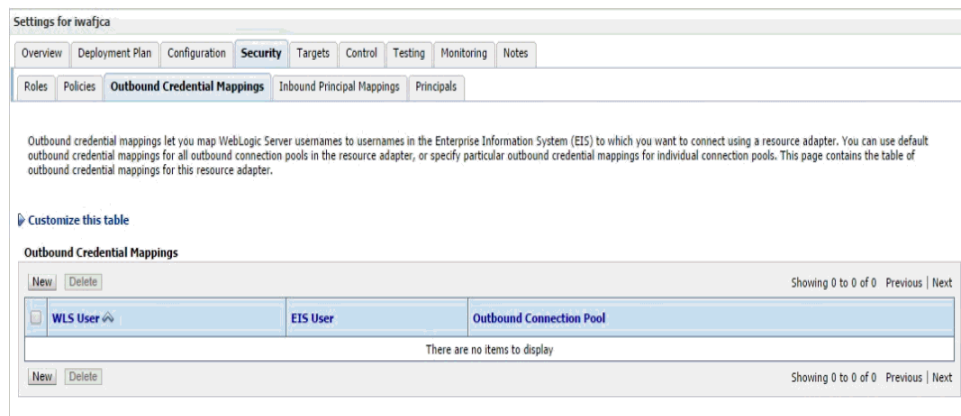 Settings for iwafjca
Overview Deployment Plan Configuration Security Targets Control Testing Monitoring Notes
Roles Policies Outbound Credential Mappings Inbound Principal Mappings Principals
Outbound credential mappings let you map WebLogic Server usernames to usernames in the Enterprise Information System (EIS) to which you want to connect using a resource adapter. You can use default
outbound credential mappings for all outbound connection pools in the resource adapter, or specify particular outbound credential mappings for individual connection pools. This page contains the table of
outbound credential mappings for this resource adapter.
Customize this table
Outbound Credential Mappings
New Delete Showing 0 to 0 of 0 Previous | Next
WLS User EIS User Outbound Connection Pool
There are no items to display
New Delete Showing 0 to 0 of 0 Previous | Next